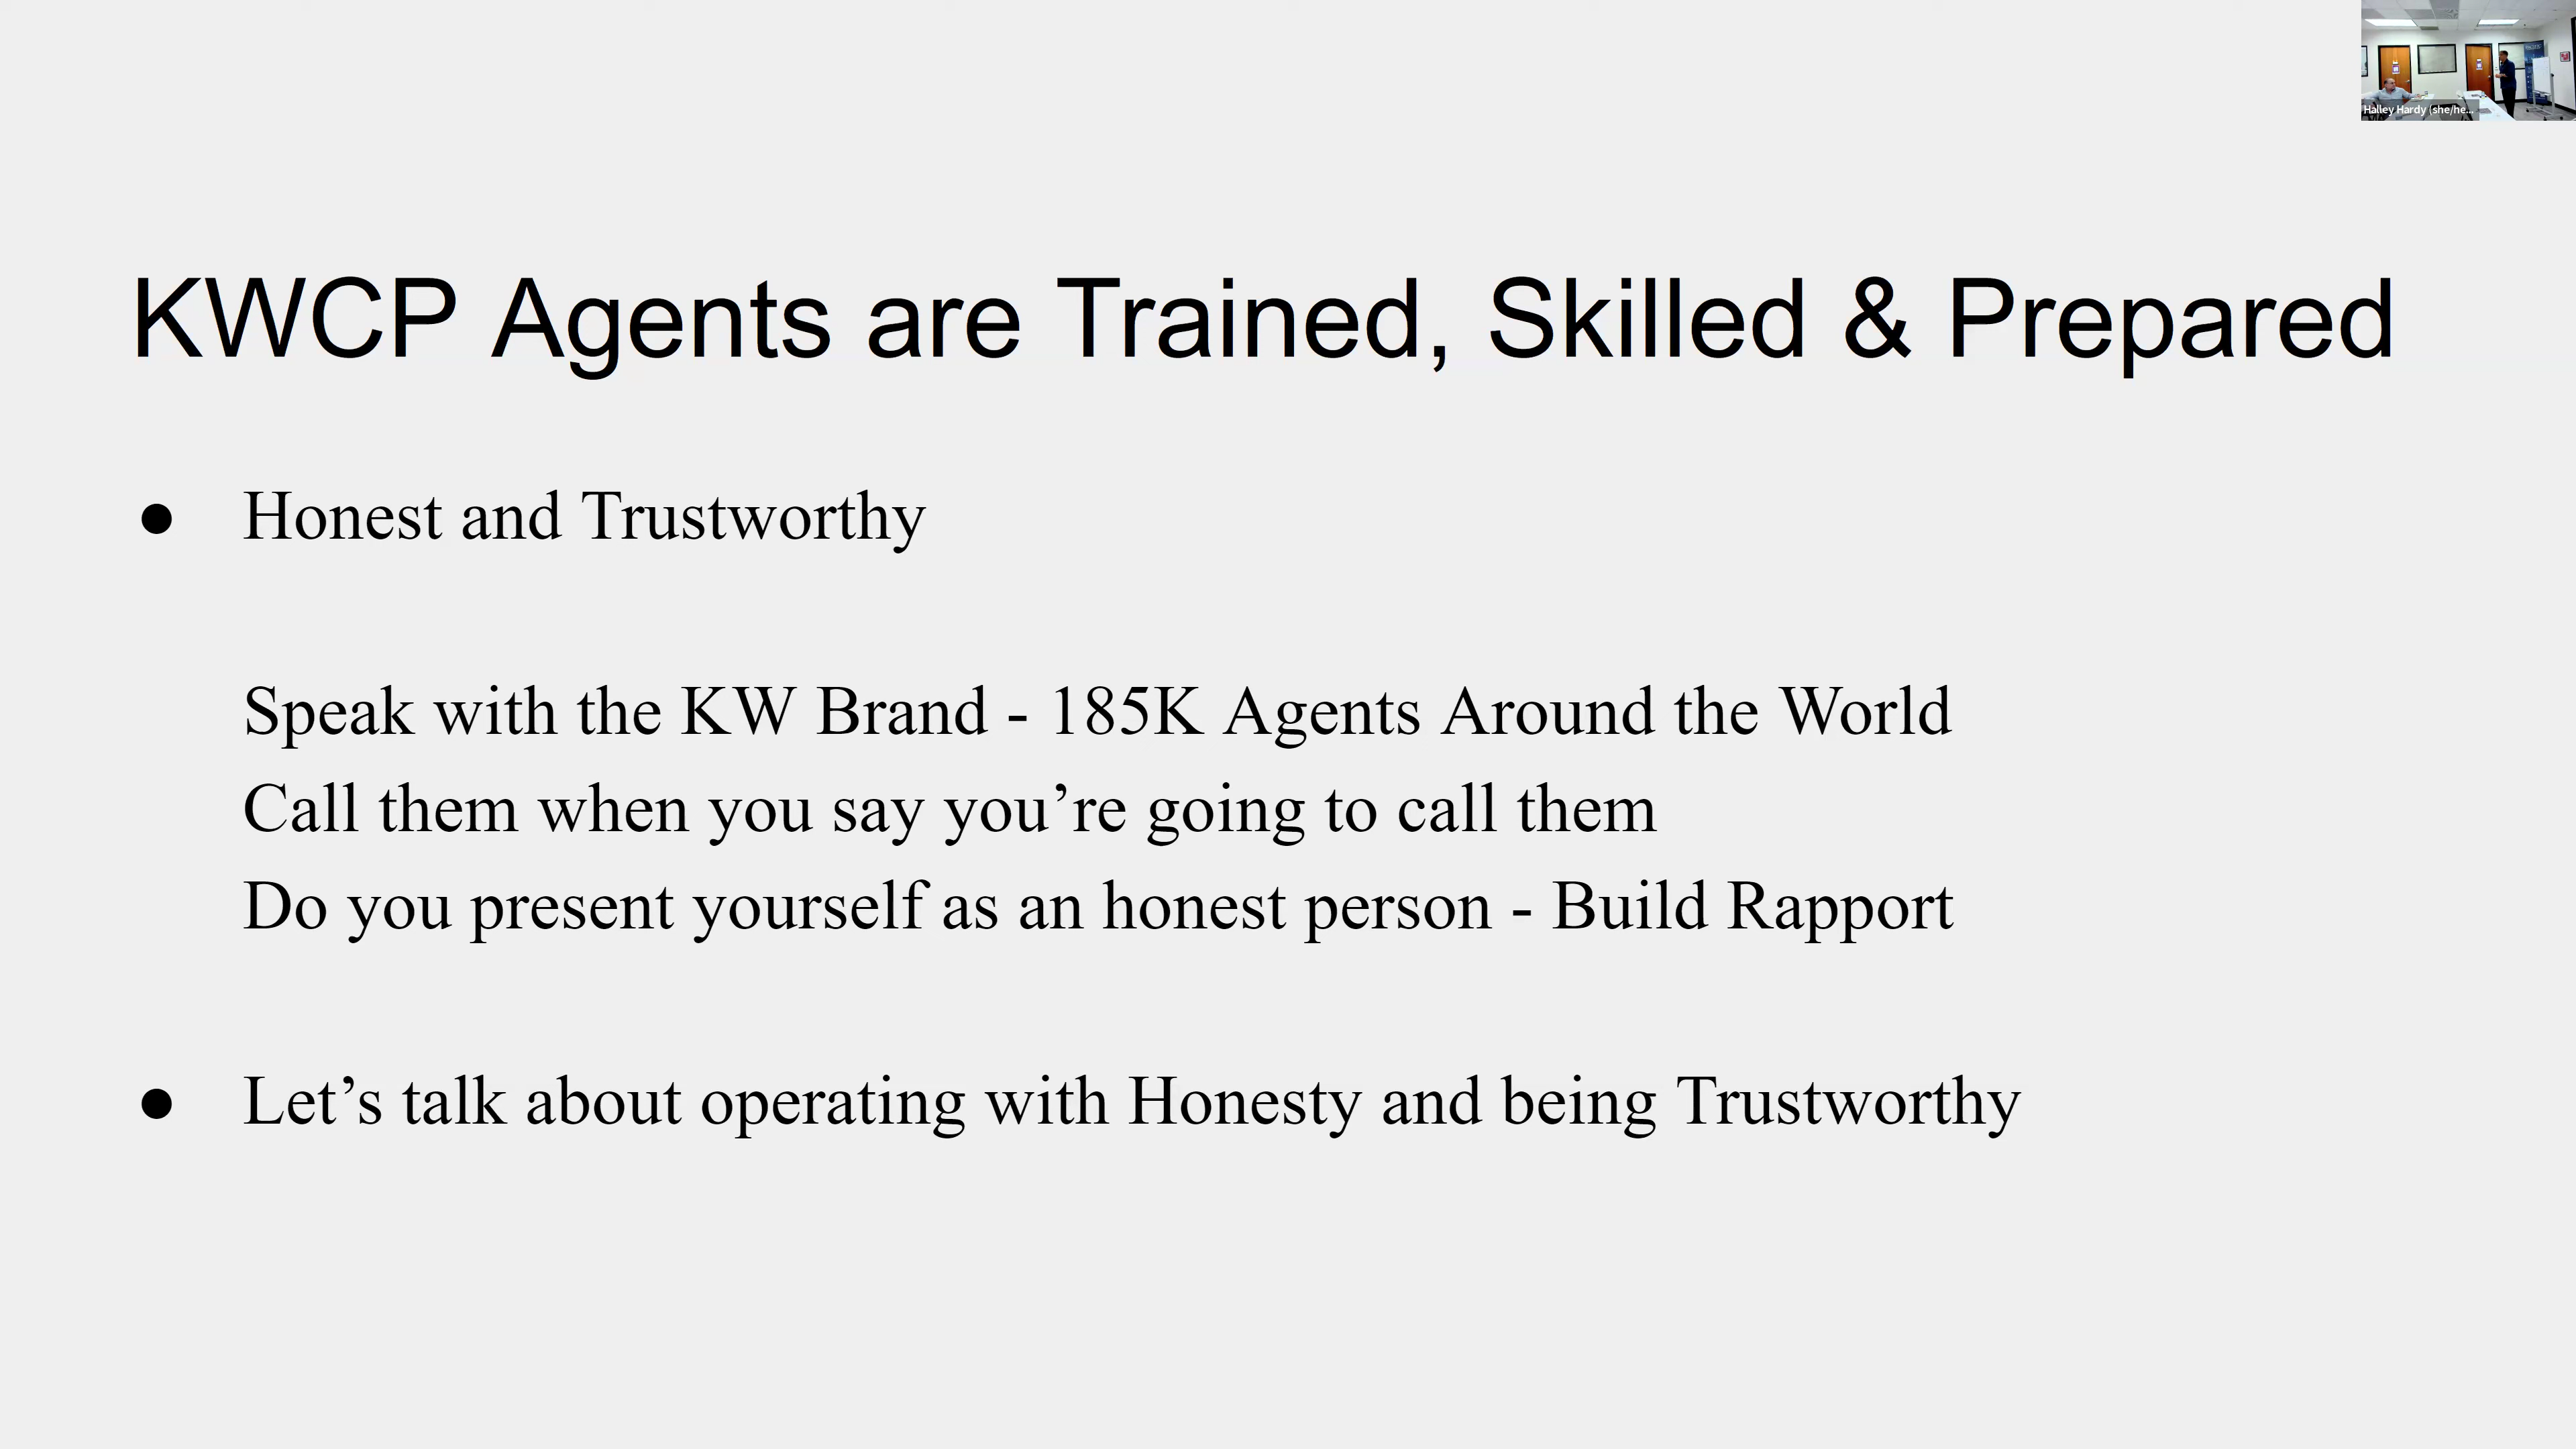 Halley Hardy (she/he...
KWCP Agents are Trained, Skilled & Prepared
● Honest and Trustworthy
Speak with the KW Brand - 185K Agents Around the World
Call them when you say you’re going to call them
Do you present yourself as an honest person - Build Rapport
● Let’s talk about operating with Honesty and being Trustworthy